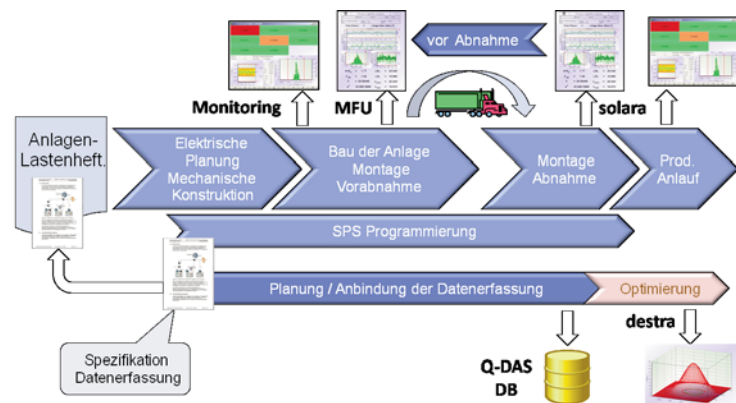 vor Abnahme
Monitoring
MFU
solara
Anlagen-
Lastenheft.
Elektrische
Planung
Mechanische
Konstruktion
Bau der Anlage
Montage
Vorabnahme
Montage
Abnahme
Prod.
Anlauf
SPS Programmierung
Planung / Anbindung der Datenerfassung
Optimierung
Spezifikation
Datenerfassung
Q-DAS
DB
destra